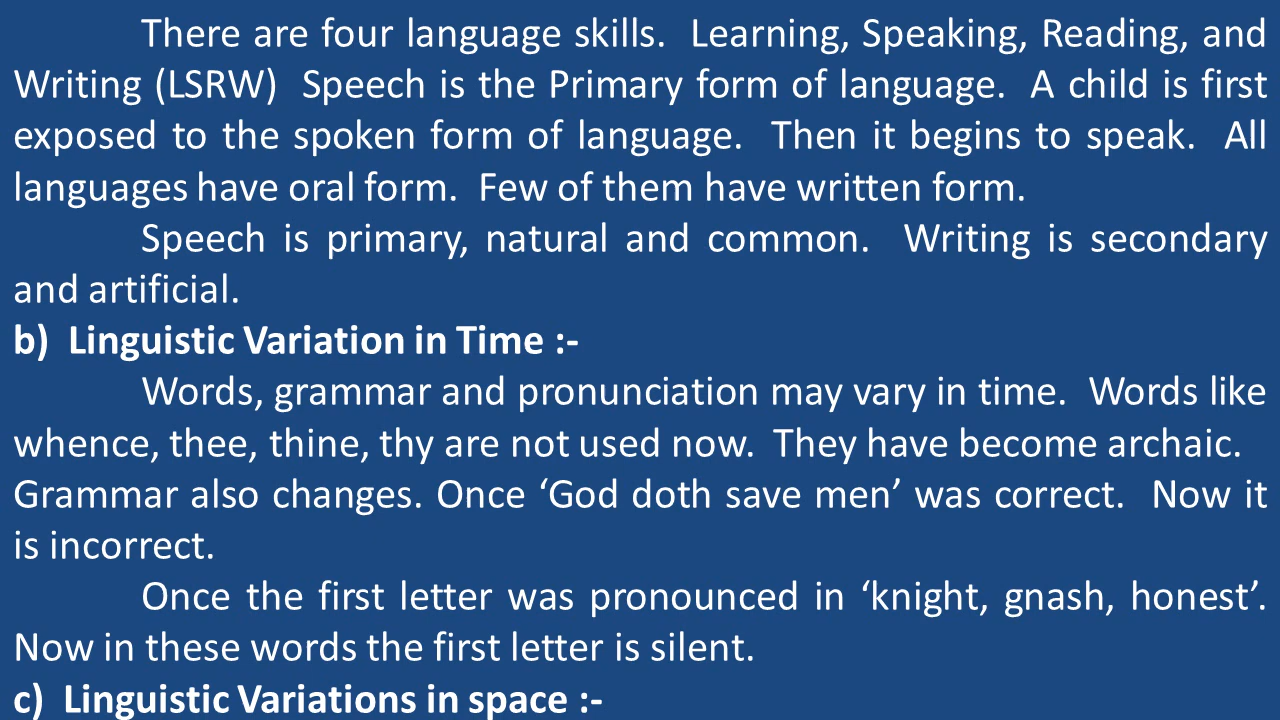 There are four language skills.  Learning, Speaking, Reading, and
Writing (LSRW)  Speech is the Primary form of language.  A child is first
exposed to the spoken form of language.  Then it begins to speak.  All
languages have oral form.  Few of them have written form.
Speech is primary, natural and common.  Writing is secondary
and artificial.
b)  Linguistic Variation in Time :-
Words, grammar and pronunciation may vary in time.  Words like
whence, thee, thine, thy are not used now.  They have become archaic.
Grammar also changes. Once ‘God doth save men’ was correct.  Now it
is incorrect.
Once the first letter was pronounced in ‘knight, gnash, honest’.
Now in these words the first letter is silent.
c)  Linguistic Variations in space :-